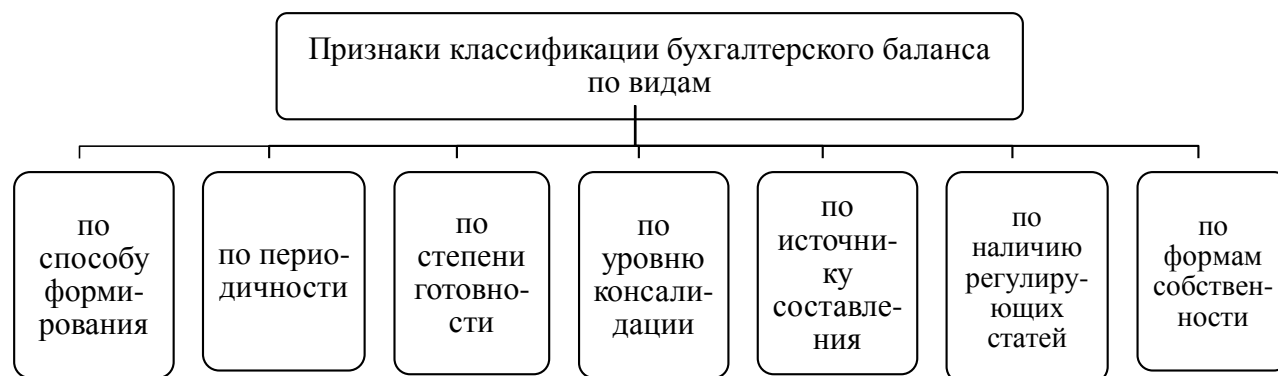 Признаки классификации бухгалтерского баланса
по видам
по
способу
форми-
рования
по перио-
дичности
по
степени
готовно-
сти
по
уровню
консали-
дации
по
источни-
ку
составле-
ния
по
наличию
регулиру-
ющих
статей
по
формам
собствен-
ности